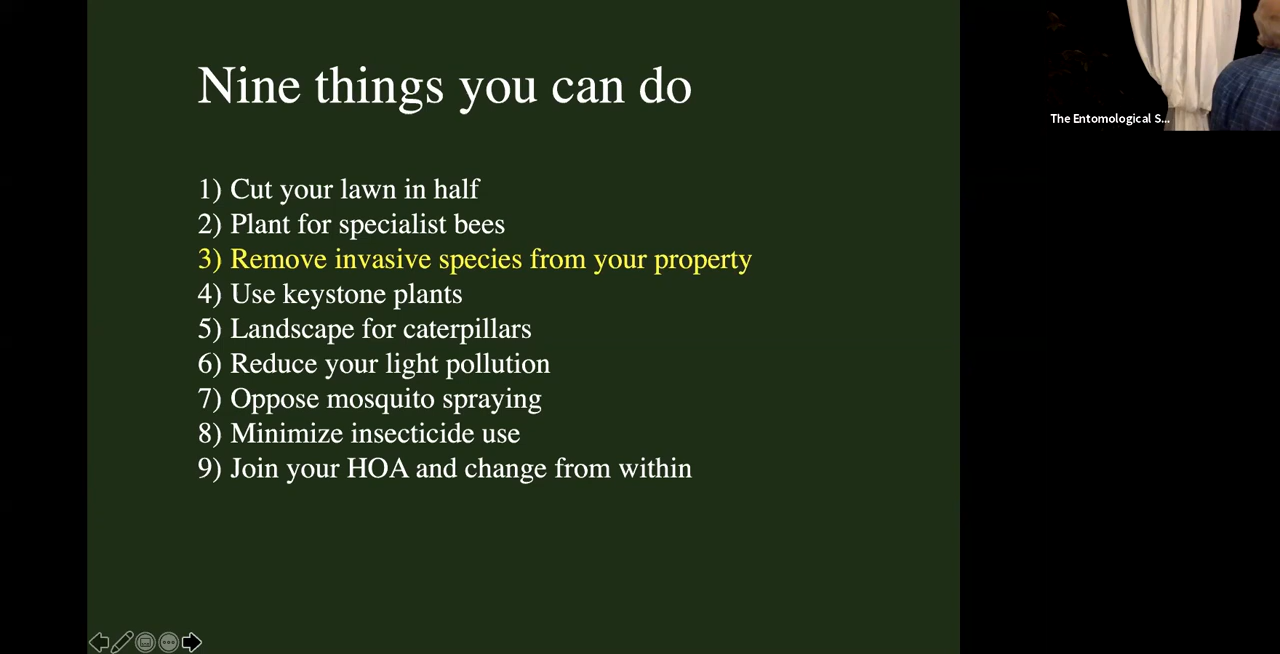 Nine things you can do
1) Cut your lawn in half
2) Plant for specialist bees
3) Remove invasive species from your property
4) Use keystone plants
5) Landscape for caterpillars
6) Reduce your light pollution
7) Oppose mosquito spraying
8) Minimize insecticide use
9) Join your HOA and change from within
The Entomological S...